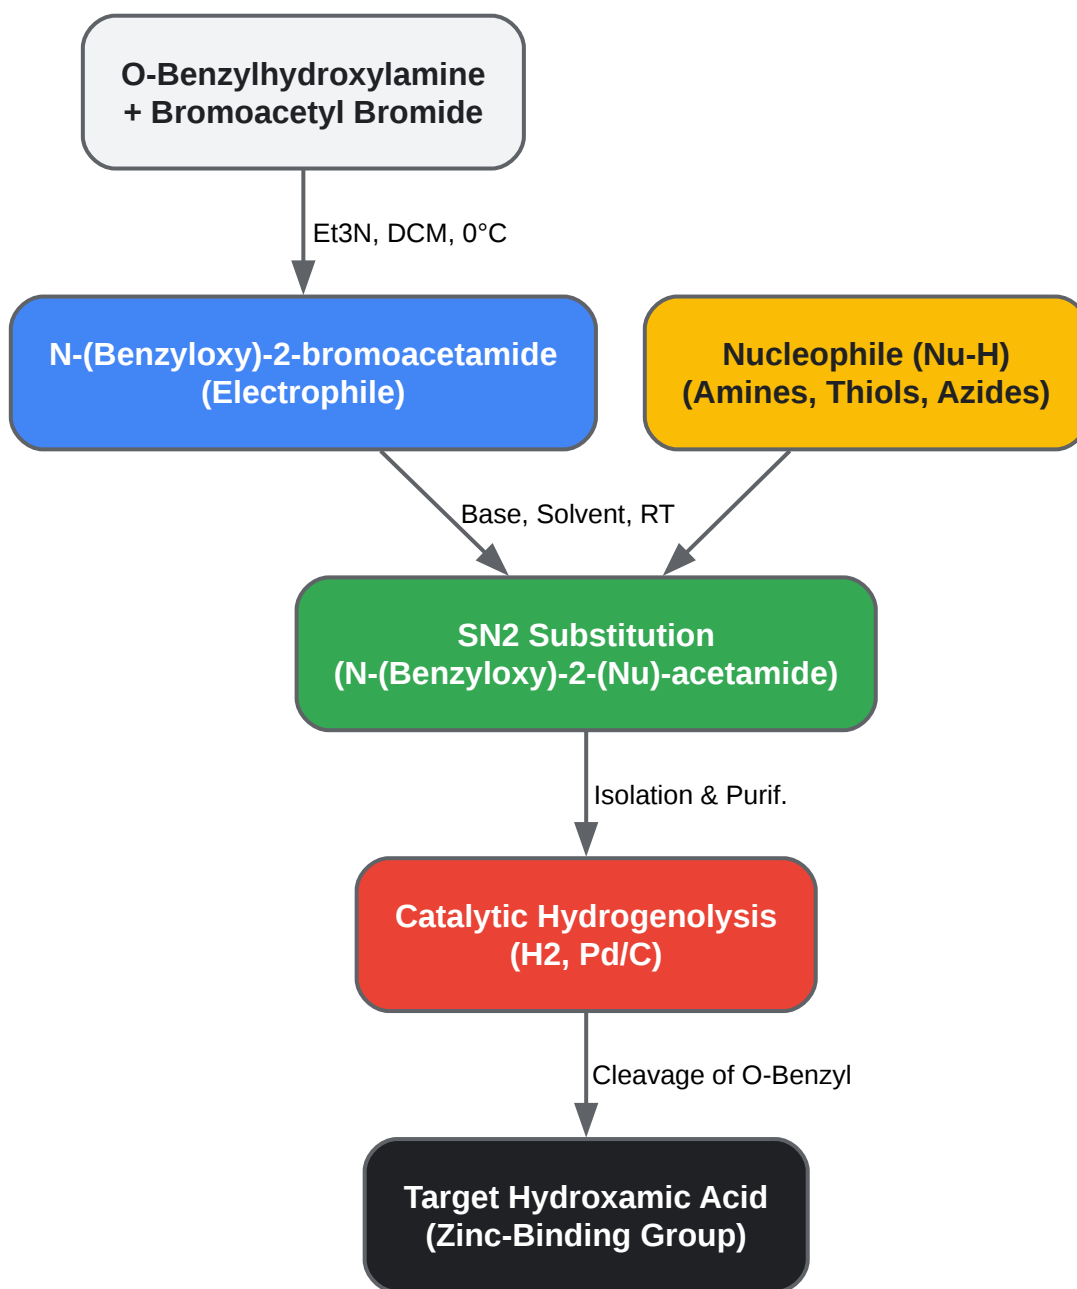 O-Benzylhydroxylamine
+ Bromoacetyl Bromide
Et3N, DCM, 0°C
N-(Benzyloxy)-2-bromoacetamide
(Electrophile)
Nucleophile (Nu-H)
(Amines, Thiols, Azides)
Base, Solvent, RT
SN2 Substitution
(N-(Benzyloxy)-2-(Nu)-acetamide)
Isolation & Purif.
Catalytic Hydrogenolysis
(H2, Pd/C)
Cleavage of O-Benzyl
Target Hydroxamic Acid
(Zinc-Binding Group)